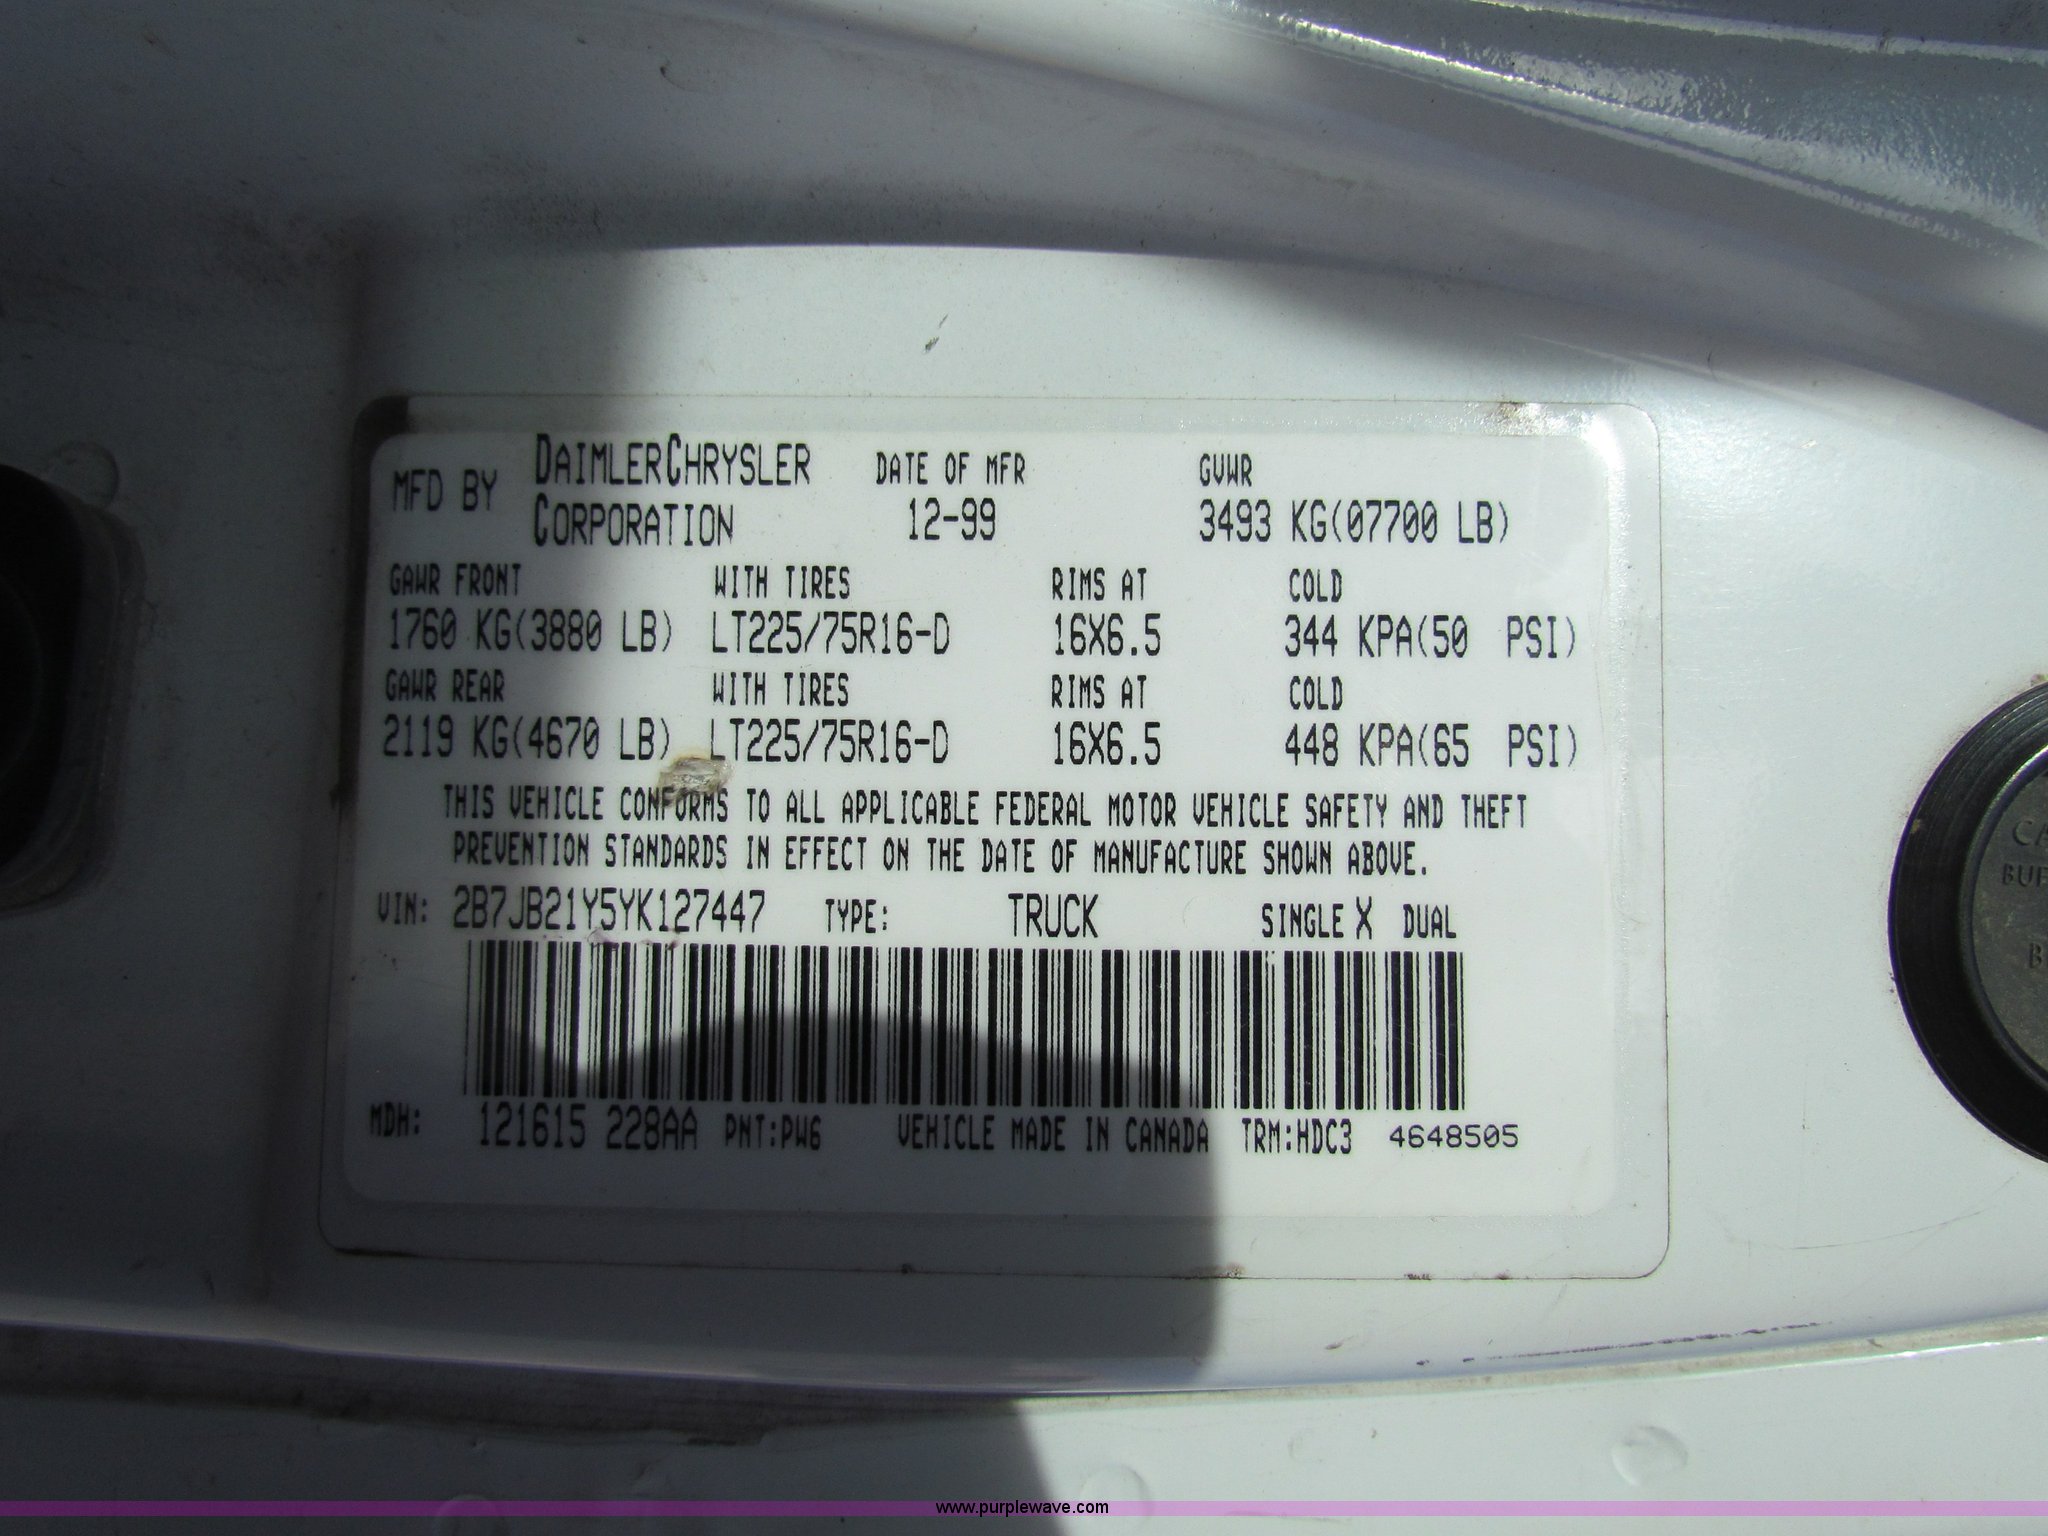 MFD BY DAIMLERCHRYSLER CORPORATION DATE OF MFR 12-99 GVWR 3493 KG(07700 LB)
GAWR FRONT WITH TIRES RIMS AT COLD
1760 KG(3880 LB) LT225/75R16-D 16X6.5 344 KPA(50 PSI)
GAWR REAR WITH TIRES RIMS AT COLD
2119 KG(4670 LB) LT225/75R16-D 16X6.5 448 KPA(65 PSI)
THIS VEHICLE CONFORMS TO ALL APPLICABLE FEDERAL MOTOR VEHICLE SAFETY AND THEFT
PREVENTION STANDARDS IN EFFECT ON THE DATE OF MANUFACTURE SHOWN ABOVE.
VIN: 2B7JB21Y5YK127447 TYPE: TRUCK SINGLE X DUAL
MDH: 121615 228AA PNT:PW6 VEHICLE MADE IN CANADA TRM:HDC3 4648505
www.purplewave.com